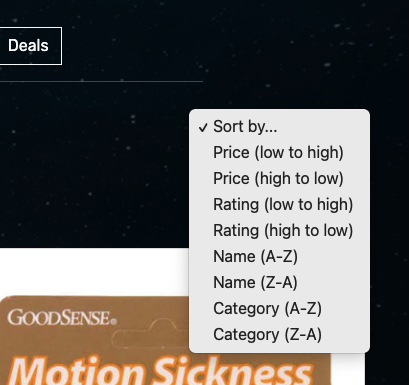 Deals
✓ Sort by...
Price (low to high)
Price (high to low)
Rating (low to high)
Rating (high to low)
Name (A-Z)
Name (Z-A)
Category (A-Z)
Category (Z-A)
GOODSENSE®
Motion Sickness